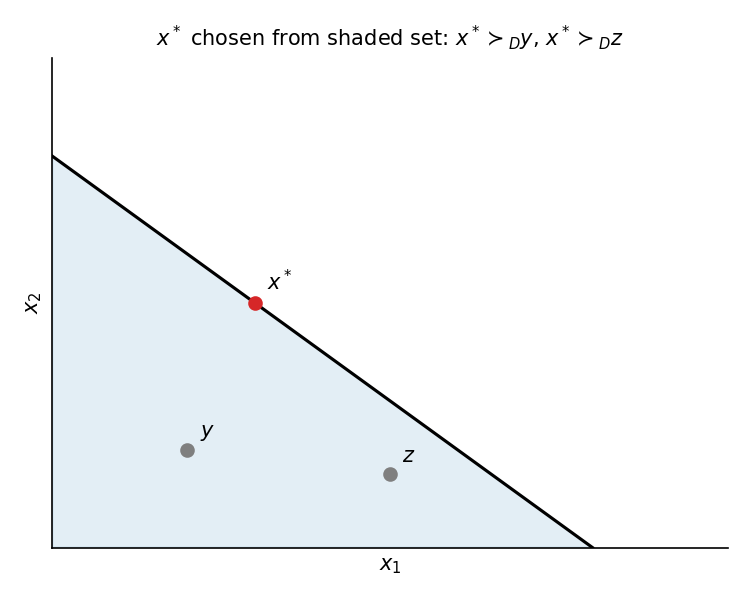 x* chosen from shaded set: x* ≻_D y, x* ≻_D z
x*
x₂
y
z
x₁